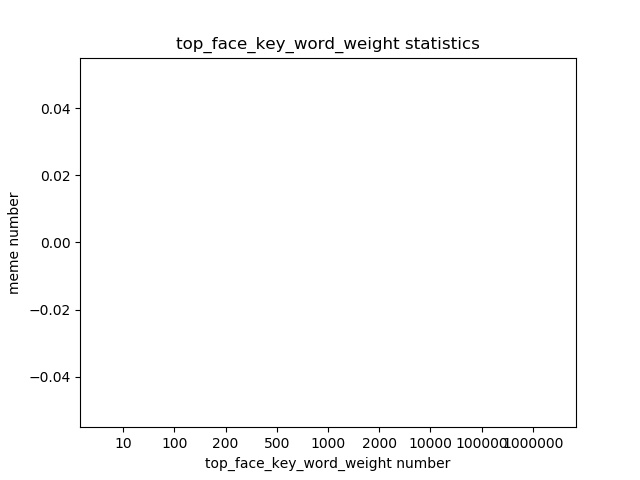 top_face_key_word_weight statistics
0.04
0.02
0.00
−0.02
−0.04
meme number
10 100 200 500 1000 2000 10000 100000 1000000
top_face_key_word_weight number